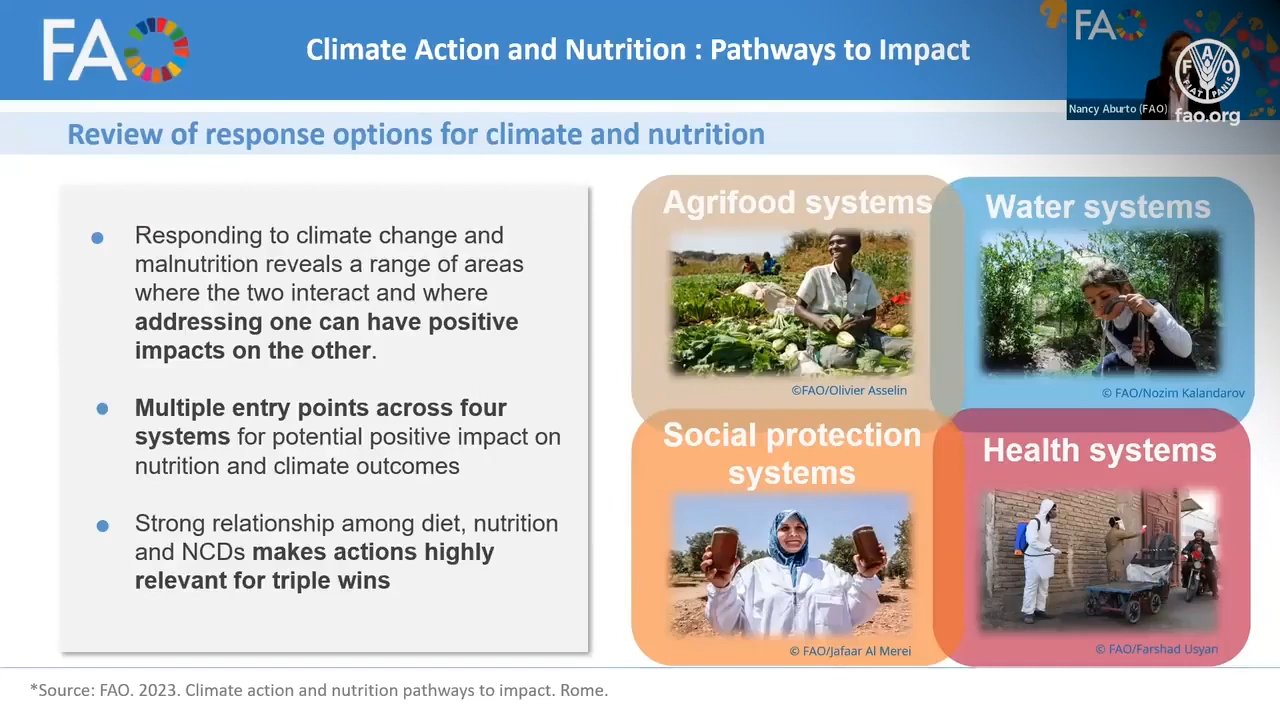 FAO
Climate Action and Nutrition : Pathways to Impact
FAO
Nancy Aburto (FAO)
F A O
FIAT PANIS
fao.org
Review of response options for climate and nutrition
Responding to climate change and
malnutrition reveals a range of areas
where the two interact and where
addressing one can have positive
impacts on the other.
Multiple entry points across four
systems for potential positive impact on
nutrition and climate outcomes
Strong relationship among diet, nutrition
and NCDs makes actions highly
relevant for triple wins
Agrifood systems
©FAO/Olivier Asselin
Water systems
© FAO/Nozim Kalandarov
Social protection
systems
© FAO/Jafaar Al Merei
Health systems
© FAO/Farshad Usyan
*Source: FAO. 2023. Climate action and nutrition pathways to impact. Rome.